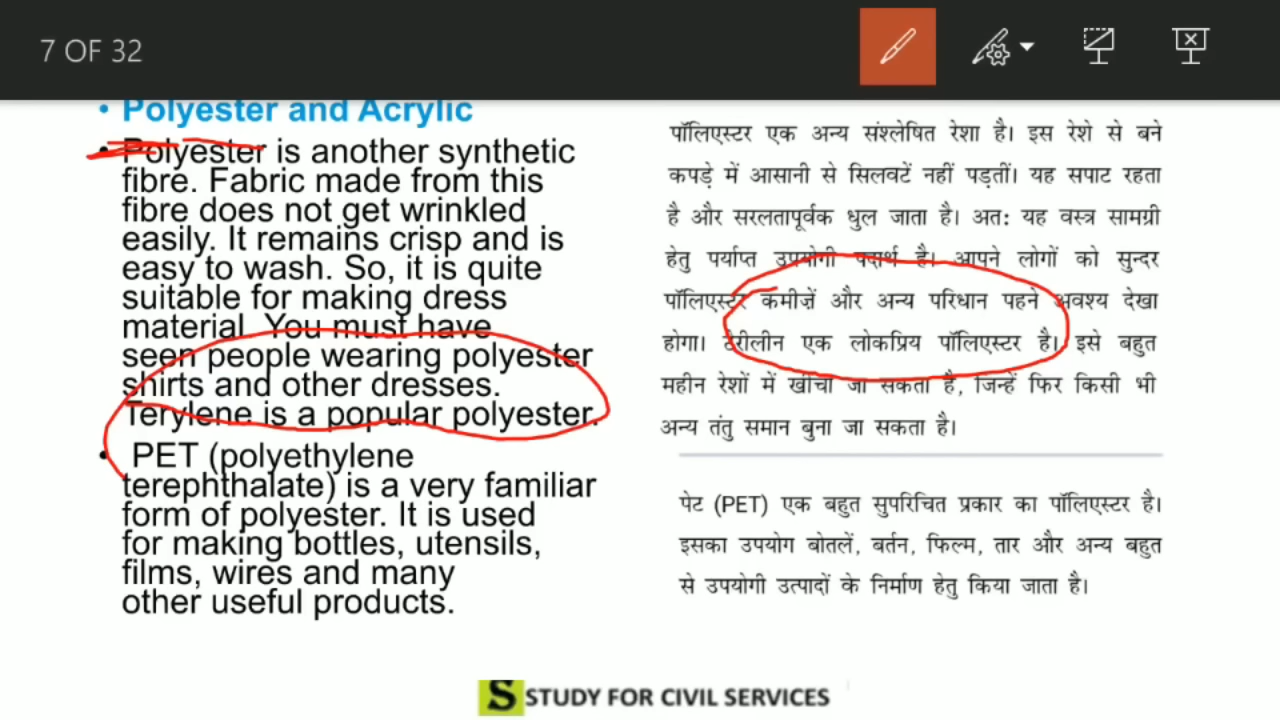 7 OF 32
• Polyester and Acrylic
• Polyester is another synthetic
fibre. Fabric made from this
fibre does not get wrinkled
easily. It remains crisp and is
easy to wash. So, it is quite
suitable for making dress
material. You must have
seen people wearing polyester
shirts and other dresses.
Terylene is a popular polyester.
• PET (polyethylene
terephthalate) is a very familiar
form of polyester. It is used
for making bottles, utensils,
films, wires and many
other useful products.
पॉलिएस्टर एक अन्य संश्लेषित रेशा है। इस रेशे से बने
कपड़े में आसानी से सिलवटें नहीं पड़तीं। यह सपाट रहता
है और सरलतापूर्वक धुल जाता है। अत: यह वस्त्र सामग्री
हेतु पर्याप्त उपयोगी पदार्थ है। आपने लोगों को सुन्दर
पॉलिएस्टर कमीज़ें और अन्य परिधान पहने अवश्य देखा
होगा। टेरीलीन एक लोकप्रिय पॉलिएस्टर है। इसे बहुत
महीन रेशों में खींचा जा सकता है, जिन्हें फिर किसी भी
अन्य तंतु समान बुना जा सकता है।
पेट (PET) एक बहुत सुपरिचित प्रकार का पॉलिएस्टर है।
इसका उपयोग बोतलें, बर्तन, फिल्म, तार और अन्य बहुत
से उपयोगी उत्पादों के निर्माण हेतु किया जाता है।
S STUDY FOR CIVIL SERVICES